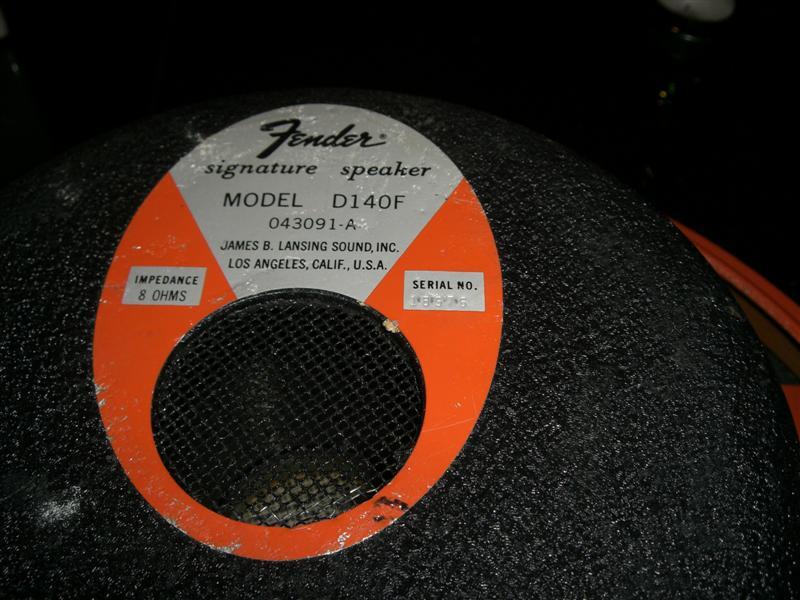 Fender®
signature speaker
MODEL D140F
043091-A
JAMES B. LANSING SOUND, INC.
LOS ANGELES, CALIF., U.S.A.
IMPEDANCE
8 OHMS
SERIAL NO.